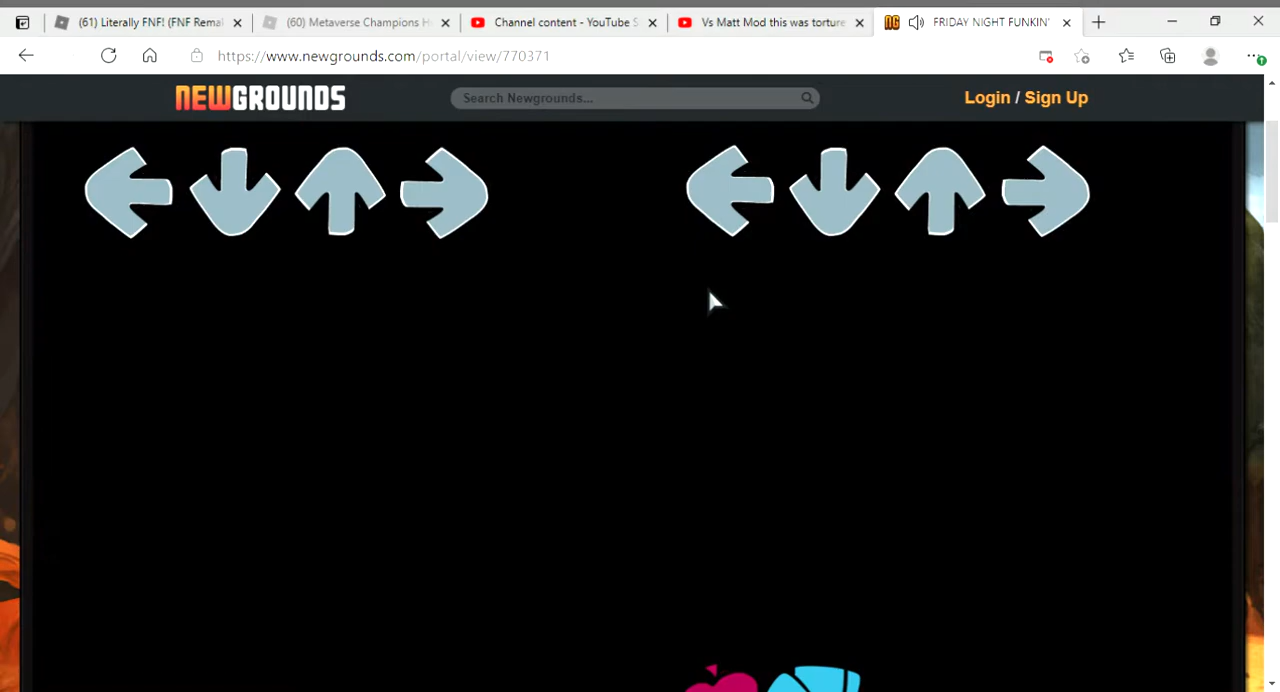 (61) Literally FNF! (FNF Remal
(60) Metaverse Champions H
Channel content - YouTube S
Vs Matt Mod this was torture
FRIDAY NIGHT FUNKIN'
https://www.newgrounds.com/portal/view/770371
NEWGROUNDS
Search Newgrounds...
Login / Sign Up